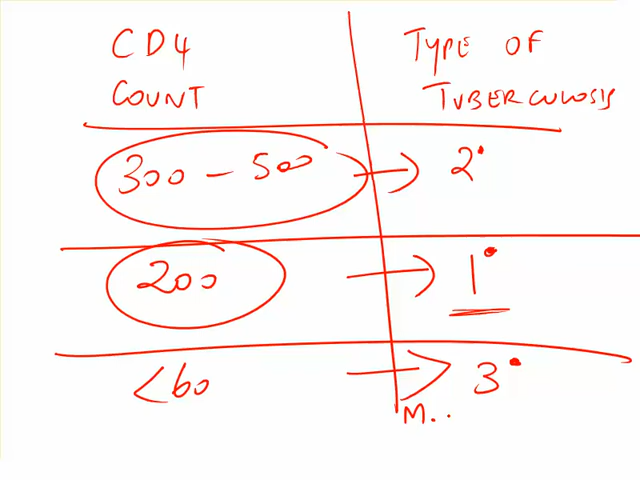 CD4
COUNT
TYPE OF
TUBERCULOSIS
300 - 500 → 2°
200 → 1°
<60 → 3°
M..